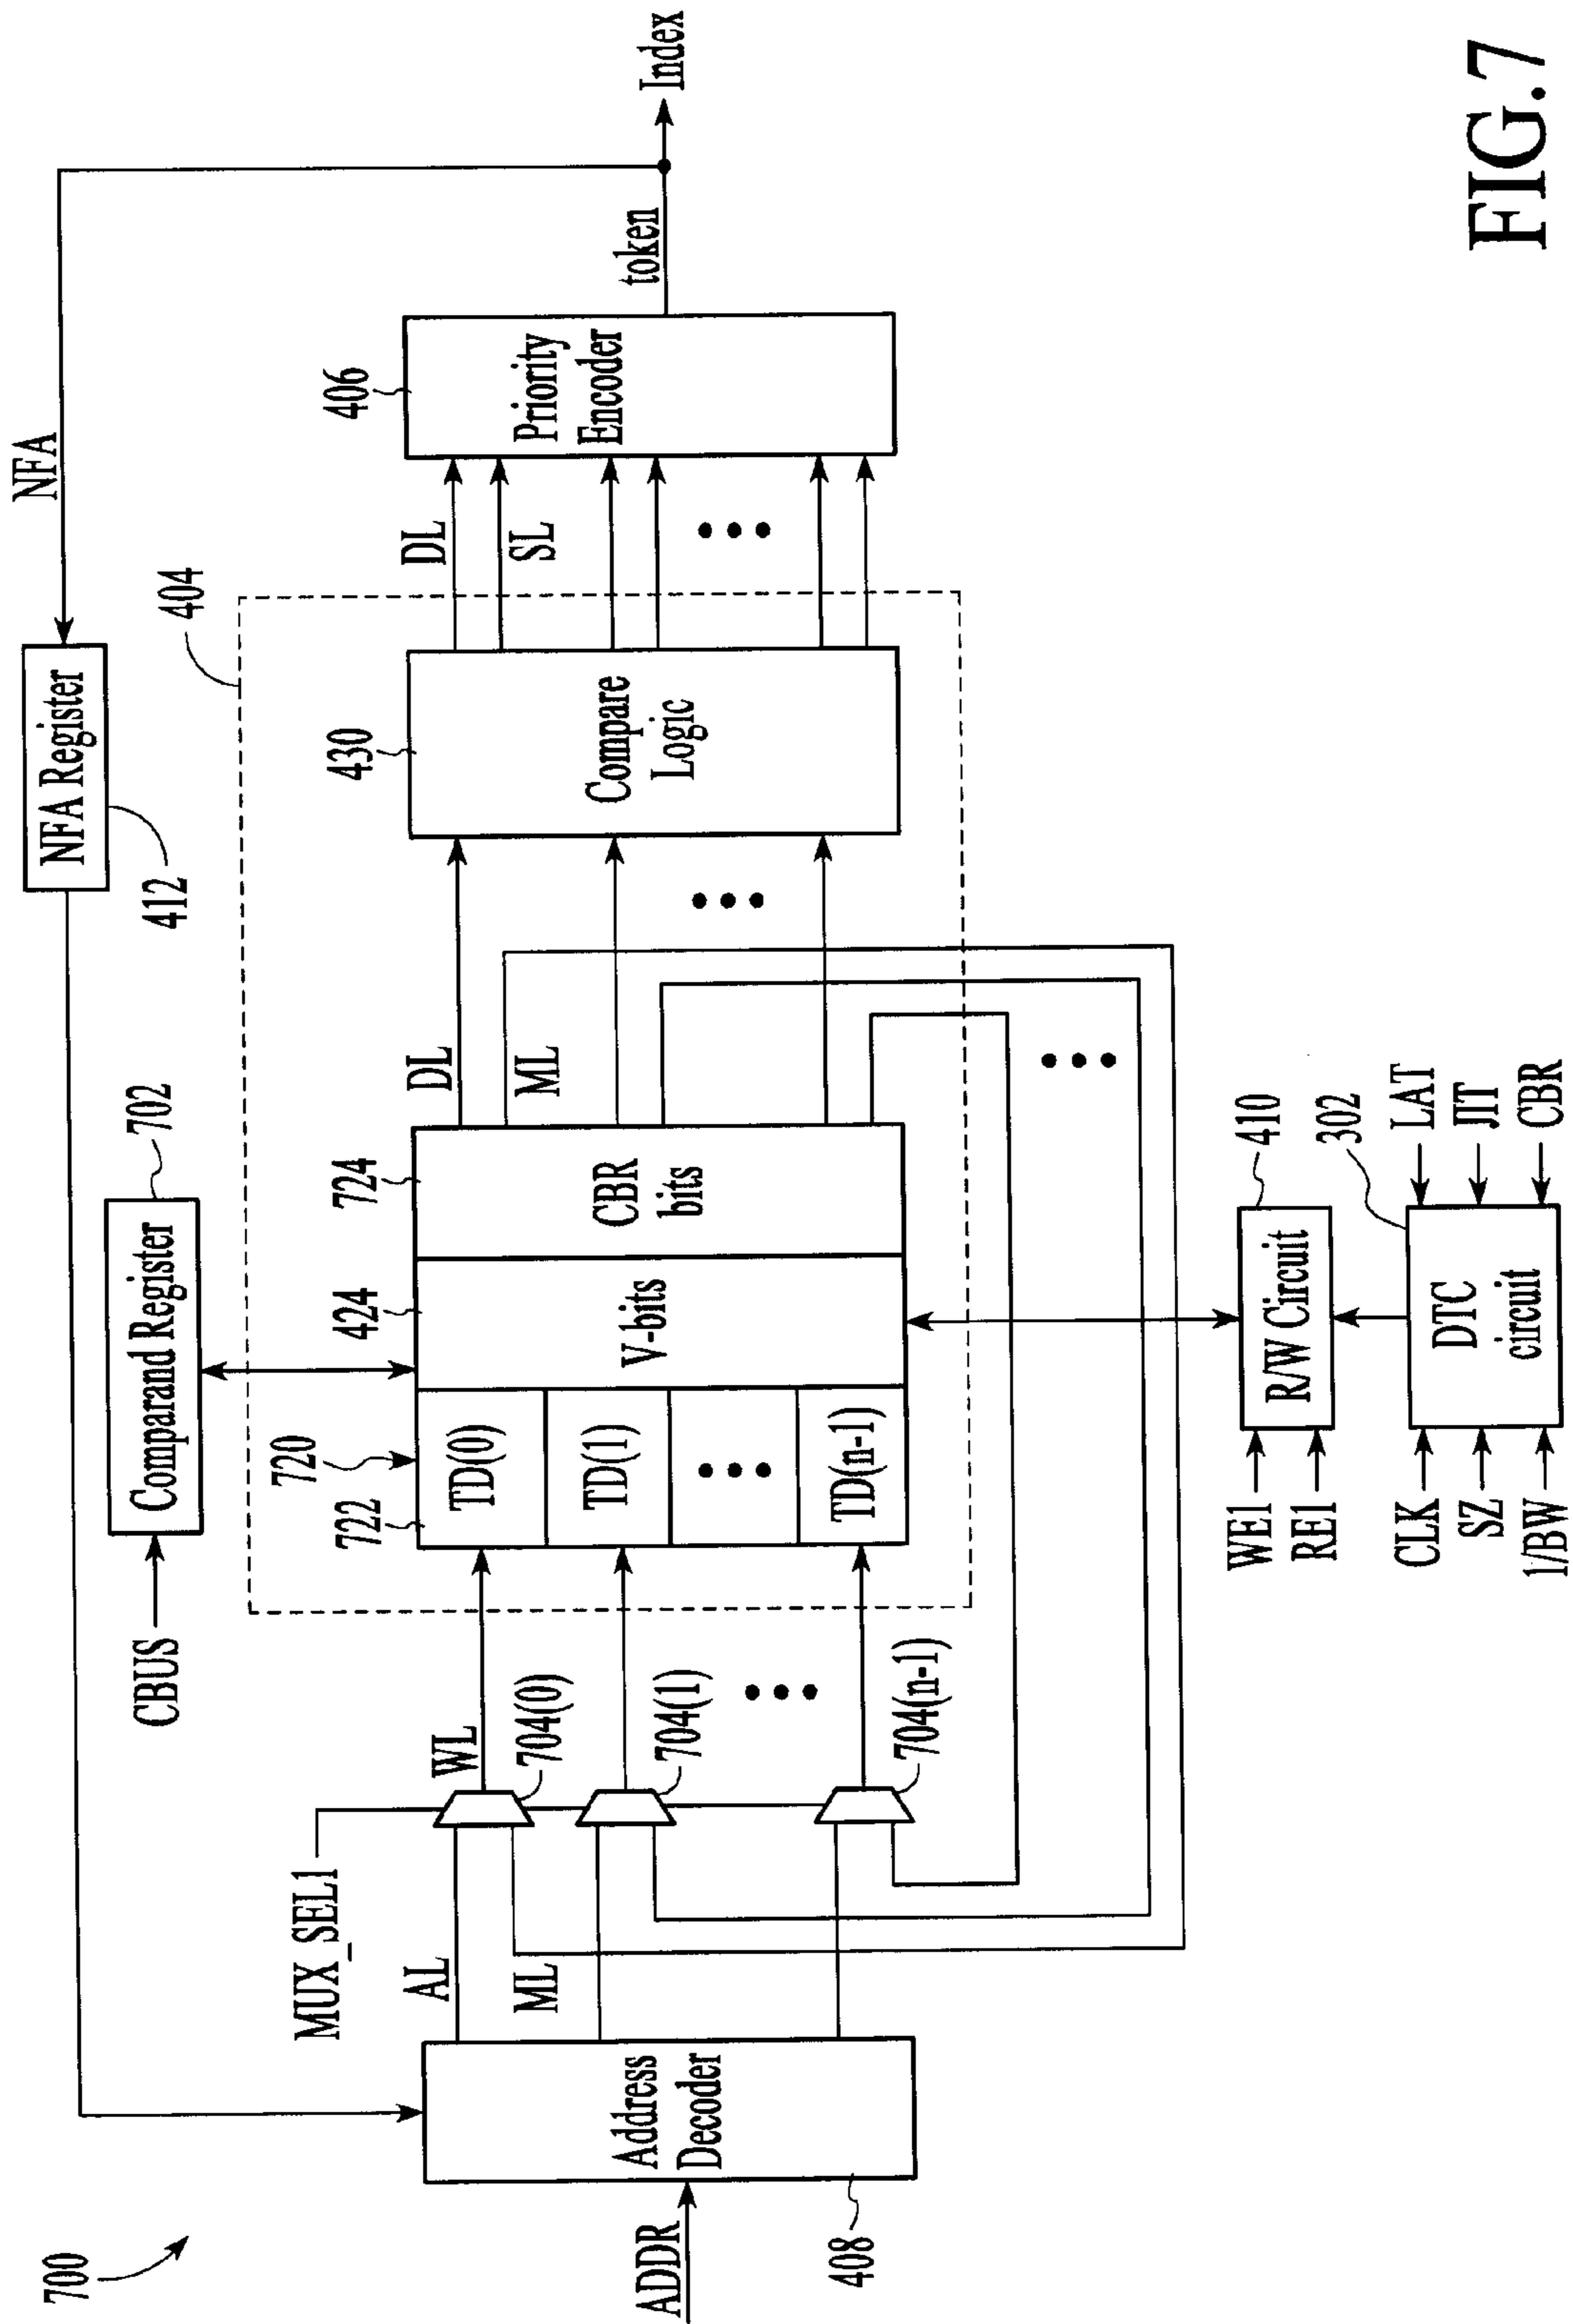 700
NFA
NFA Register
412
404
Comparand Register
702
CBUS
MUX_SEL1
AL
ML
WL
704(0)
704(1)
704(n-1)
ADDR
Address
Decoder
408
720
722
TD(0)
TD(1)
TD(n-1)
424
V-bits
724
CBR
bits
DL
ML
430
Compare
Logic
DL
SL
406
Priority
Encoder
token
Index
WE1
RE1
R/W Circuit
410
CLK
SZ
1/BW
DTC
circuit
302
LAT
JIT
CBR
FIG.7